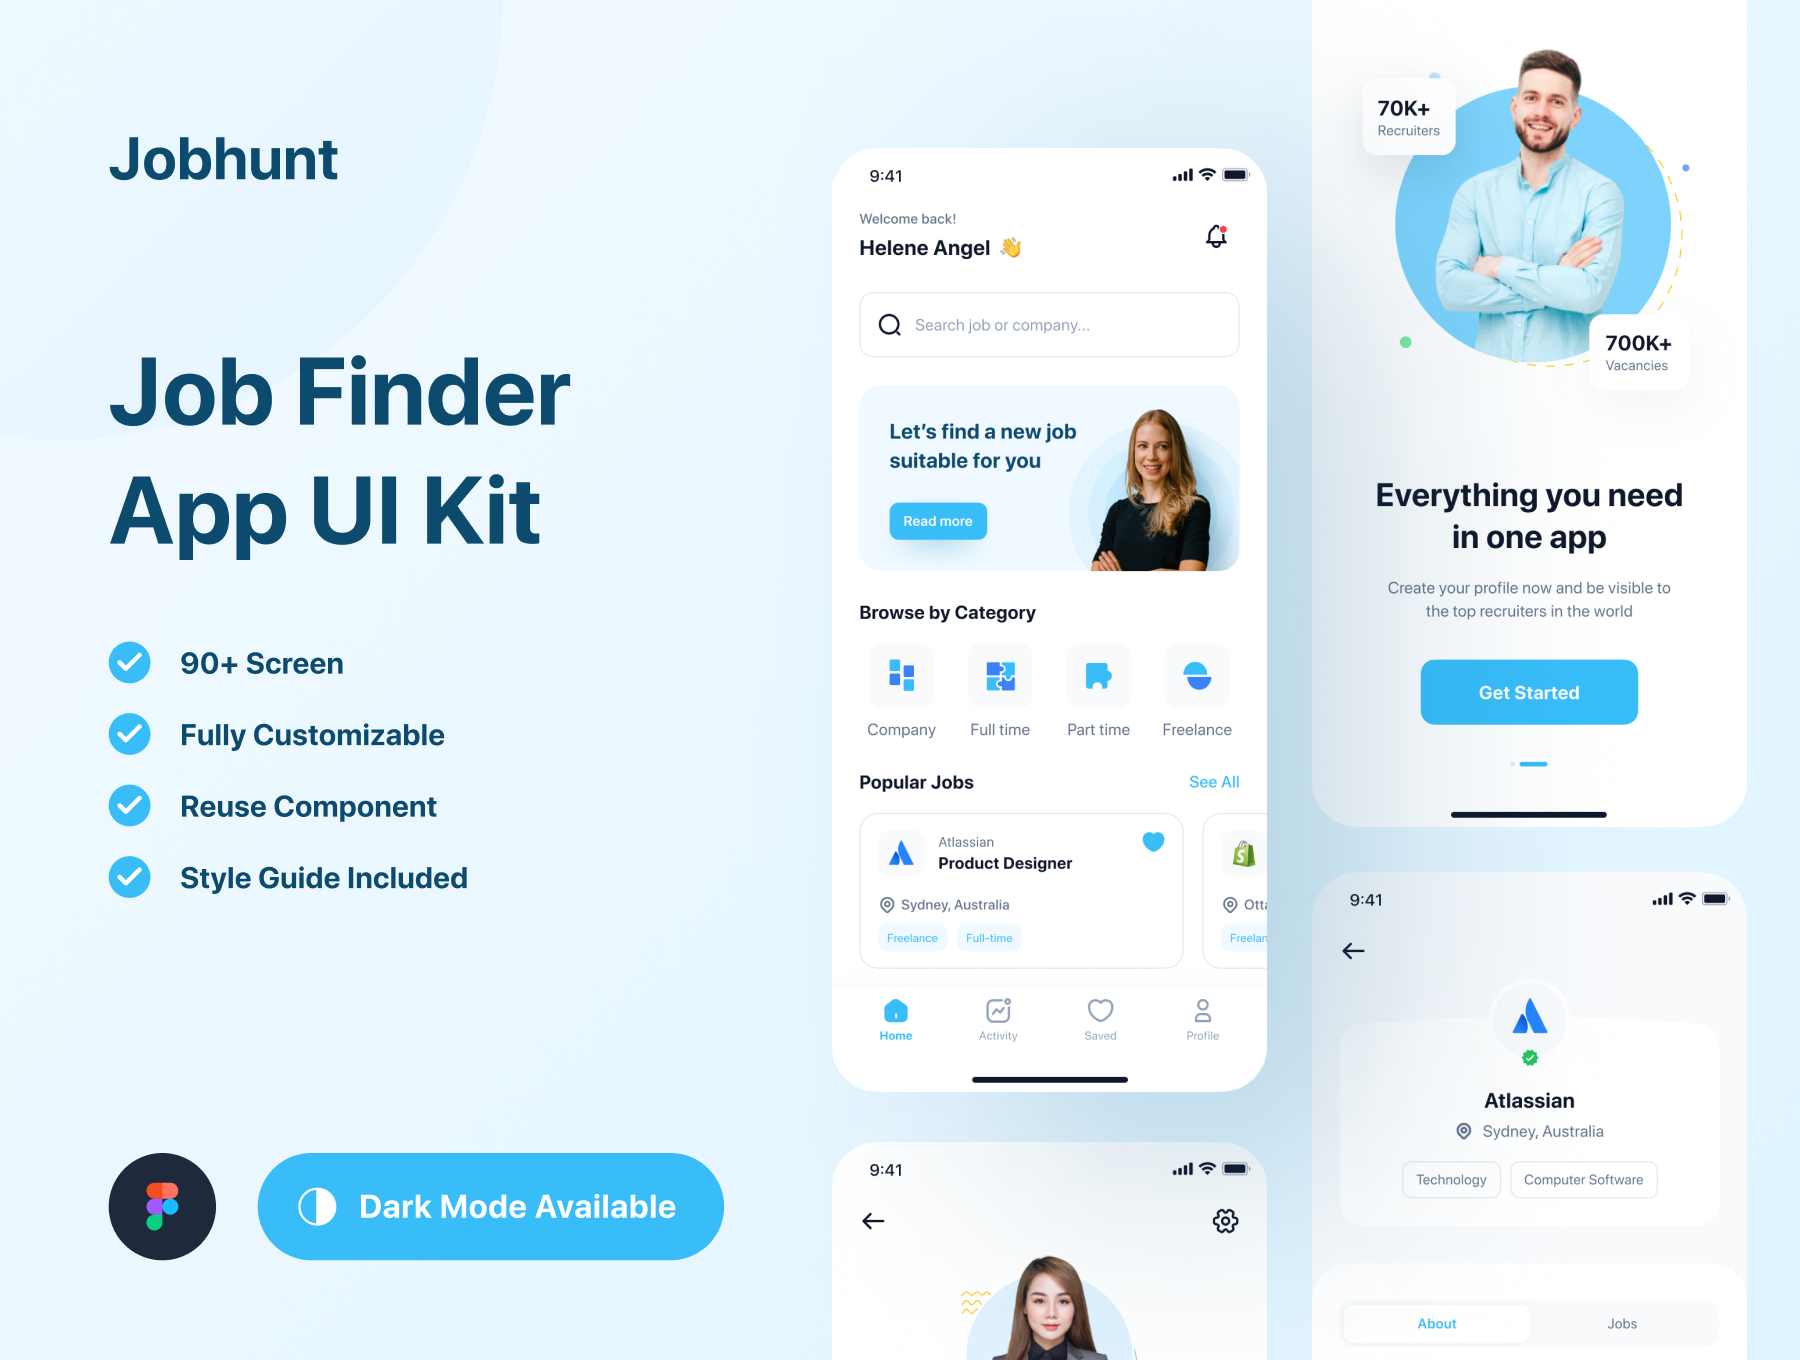 Jobhunt
Job Finder
App UI Kit
90+ Screen
Fully Customizable
Reuse Component
Style Guide Included
Dark Mode Available
9:41
Welcome back!
Helene Angel 👋
Search job or company...
Let's find a new job
suitable for you
Read more
Browse by Category
Company
Full time
Part time
Freelance
Popular Jobs
See All
Atlassian
Product Designer
Sydney, Australia
Freelance
Full-time
Home
Activity
Saved
Profile
9:41
70K+
Recruiters
700K+
Vacancies
Everything you need
in one app
Create your profile now and be visible to
the top recruiters in the world
Get Started
9:41
Atlassian
Sydney, Australia
Technology
Computer Software
About
Jobs